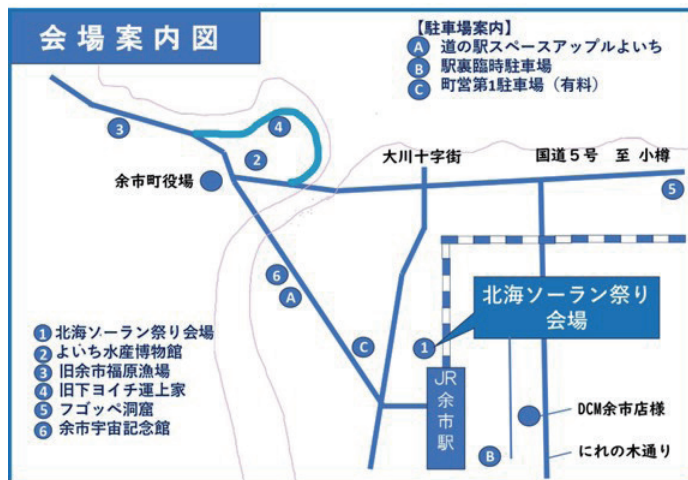 会場案内図
【駐車場案内】
A 道の駅スペースアップルよいち
B 駅裏臨時駐車場
C 町営第1駐車場（有料）
4
3
大川十字街
国道５号 至 小樽
2
余市町役場
5
6
A
北海ソーラン祭り
会場
1 北海ソーラン祭り会場
2 よいち水産博物館
3 旧余市福原漁場
4 旧下ヨイチ運上家
5 フゴッペ洞窟
6 余市宇宙記念館
C
1
JR余市駅
DCM余市店様
B
にれの木通り